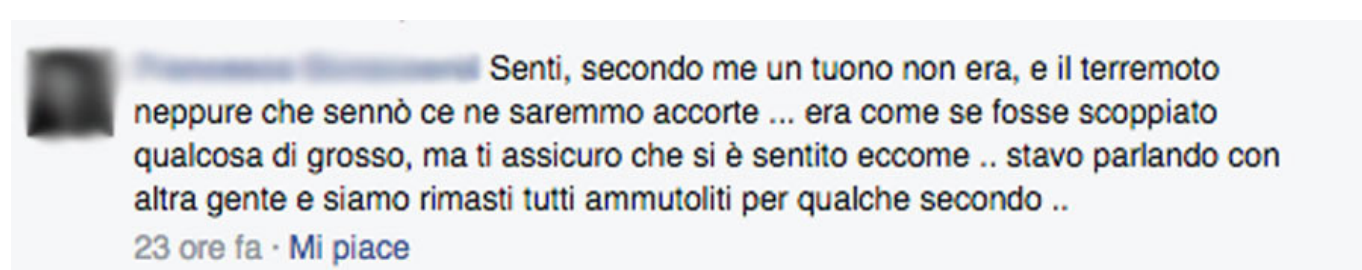 Senti, secondo me un tuono non era, e il terremoto
neppure che sennò ce ne saremmo accorte ... era come se fosse scoppiato
qualcosa di grosso, ma ti assicuro che si è sentito eccome .. stavo parlando con
altra gente e siamo rimasti tutti ammutoliti per qualche secondo ..
23 ore fa · Mi piace